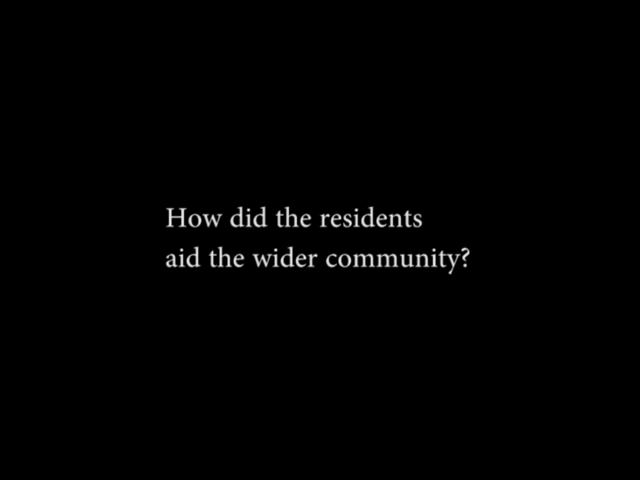 How did the residents
aid the wider community?